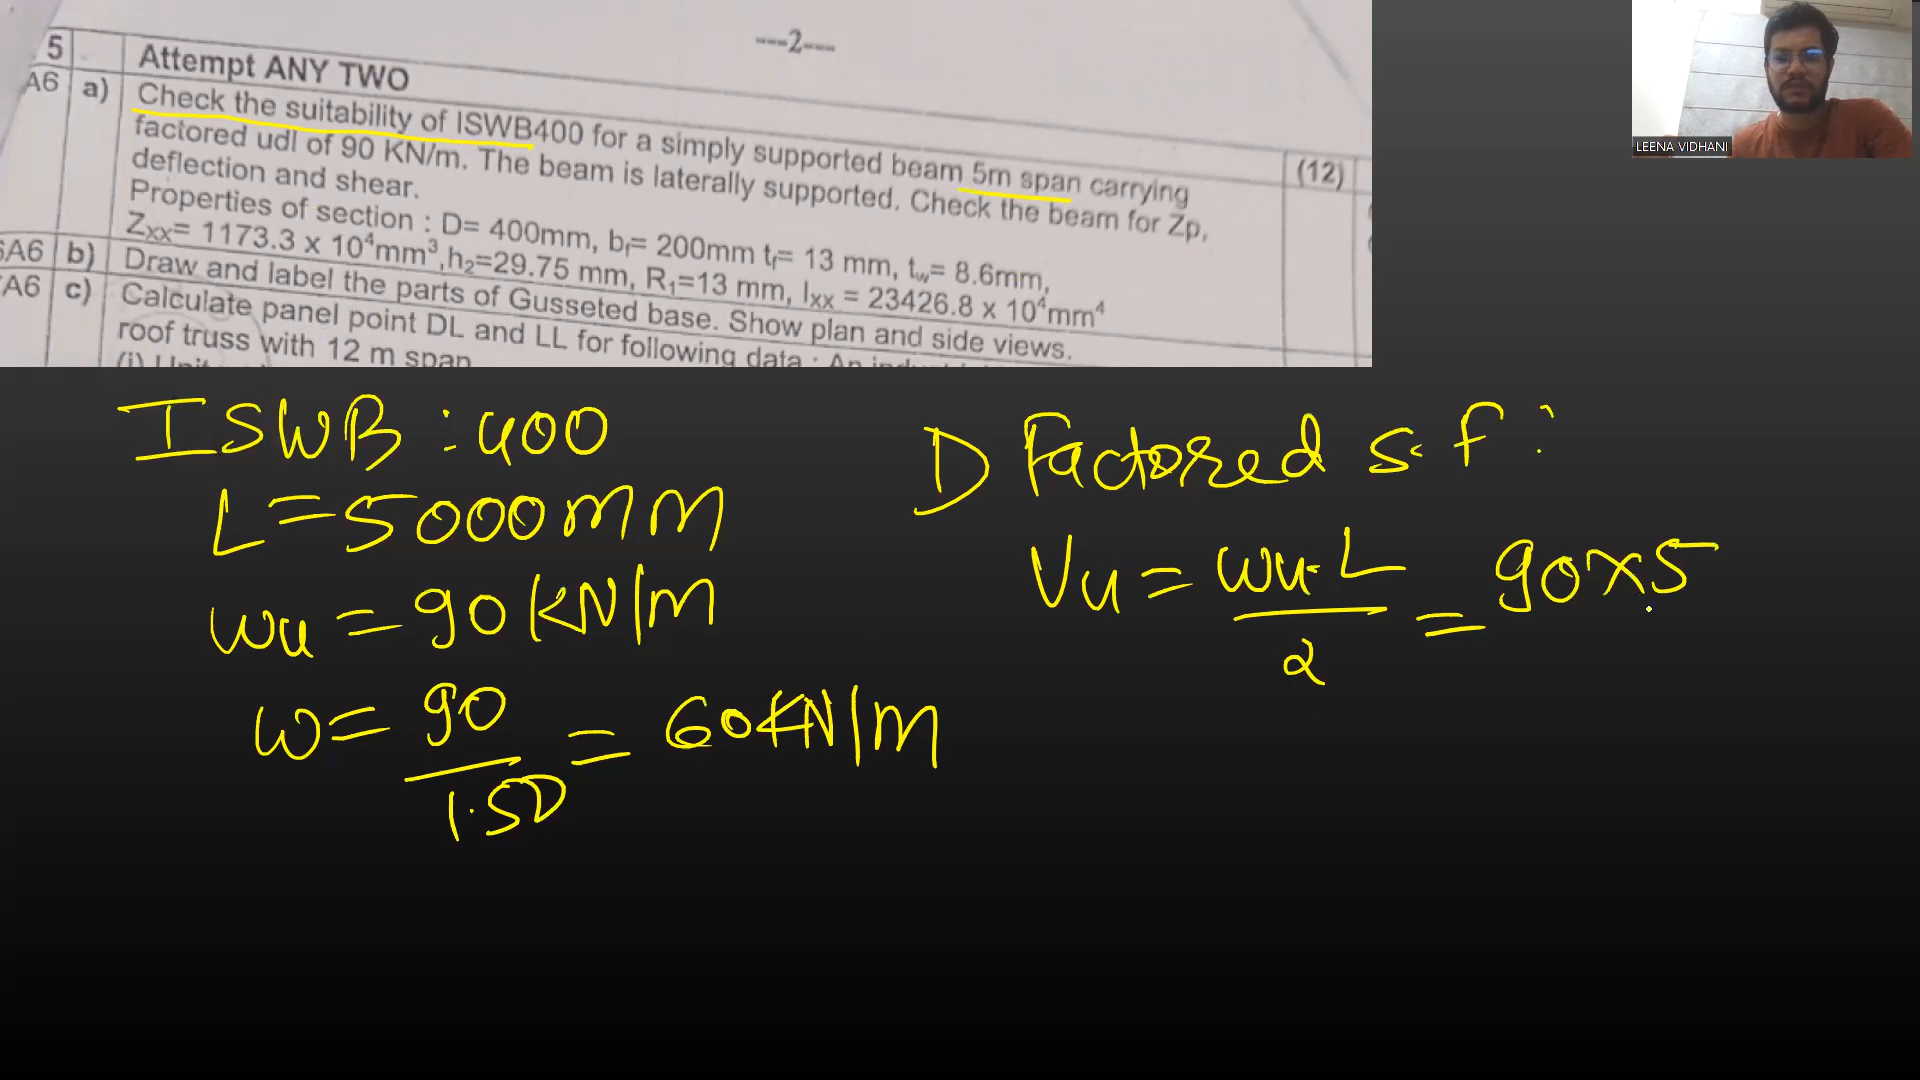 ---2---
5 Attempt ANY TWO
A6 a) Check the suitability of ISWB400 for a simply supported beam 5m span carrying (12)
factored udl of 90 KN/m. The beam is laterally supported. Check the beam for Zp,
deflection and shear.
Properties of section : D= 400mm, bf= 200mm tf= 13 mm, tw= 8.6mm,
Zxx= 1173.3 x 10⁴mm³,h₂=29.75 mm, R₁=13 mm, Ixx = 23426.8 x 10⁴mm⁴
A6 b) Draw and label the parts of Gusseted base. Show plan and side views.
A6 c) Calculate panel point DL and LL for following data : An
roof truss with 12 m span
LEENA VIDHANI
ISWB : 400
L = 5000mm
wu = 90 KN/m
w = 90 / 1.50 = 60 KN/m
D Factored S.F :
Vu = wu. L / 2 = 90 x 5